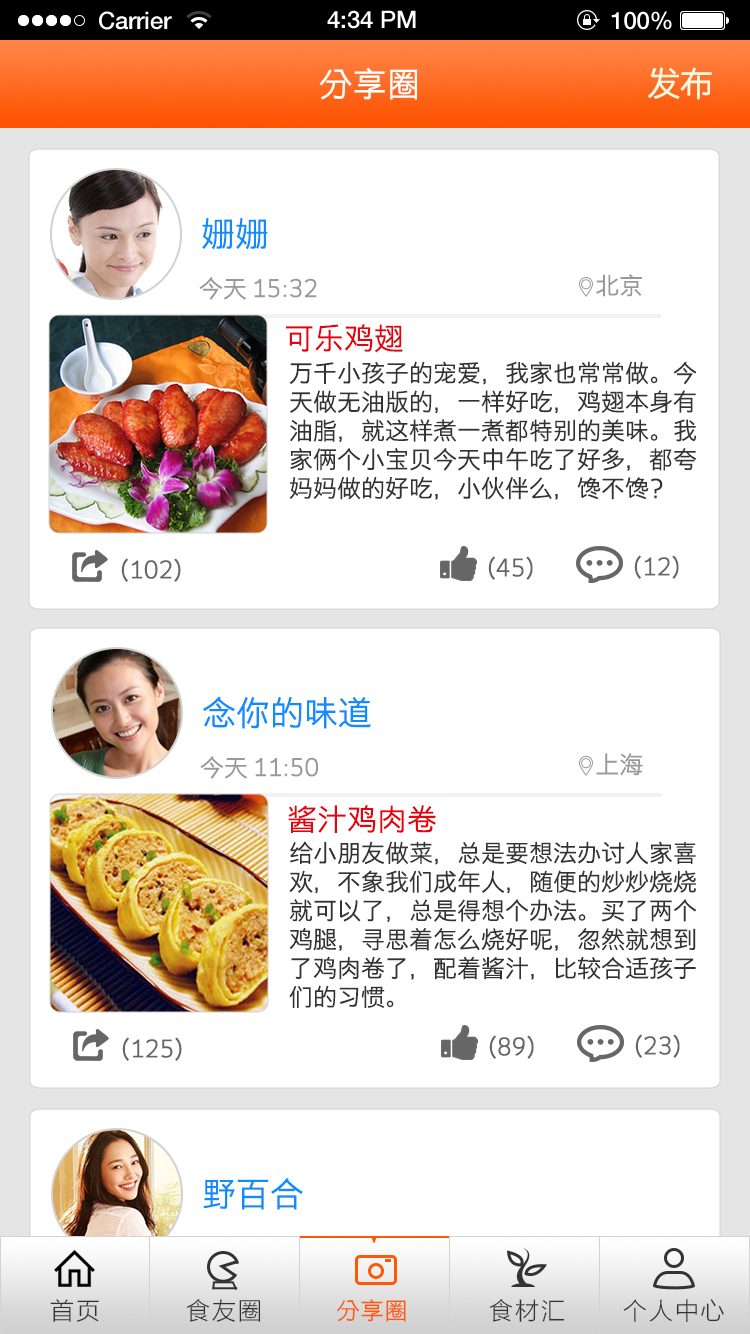 Carrier 4:34 PM 100%
分享圈 发布
姗姗
今天 15:32 北京
可乐鸡翅
万千小孩子的宠爱，我家也常常做。今
天做无油版的，一样好吃，鸡翅本身有
油脂，就这样煮一煮都特别的美味。我
家俩个小宝贝今天中午吃了好多，都夸
妈妈做的好吃，小伙伴么，馋不馋？
(102) (45) (12)
念你的味道
今天 11:50 上海
酱汁鸡肉卷
给小朋友做菜，总是要想法办讨人家喜
欢，不象我们成年人，随便的炒炒烧烧
就可以了，总是得想个办法。买了两个
鸡腿，寻思着怎么烧好呢，忽然就想到
了鸡肉卷了，配着酱汁，比较合适孩子
们的习惯。
(125) (89) (23)
野百合
首页 食友圈 分享圈 食材汇 个人中心